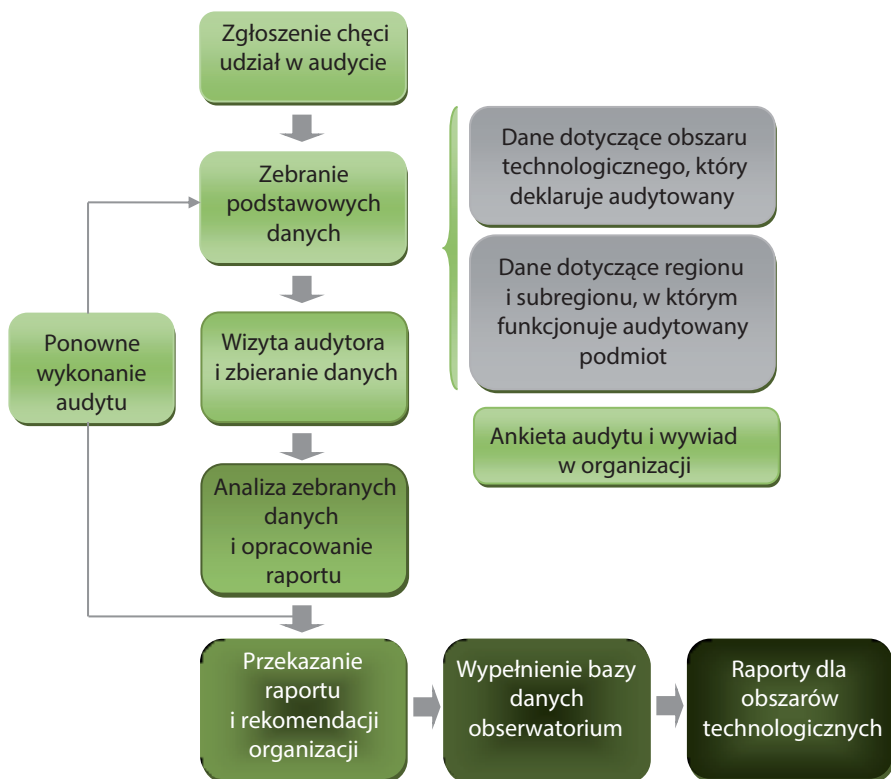 Zgłoszenie chęci
udział w audycie
Zebranie
podstawowych
danych
Dane dotyczące obszaru
technologicznego, który
deklaruje audytowany
Dane dotyczące regionu
i subregionu, w którym
funkcjonuje audytowany
podmiot
Ponowne
wykonanie
audytu
Wizyta audytora
i zbieranie danych
Ankieta audytu i wywiad
w organizacji
Analiza zebranych
danych
i opracowanie
raportu
Przekazanie
raportu
i rekomendacji
organizacji
Wypełnienie bazy
danych
obserwatorium
Raporty dla
obszarów
technologicznych